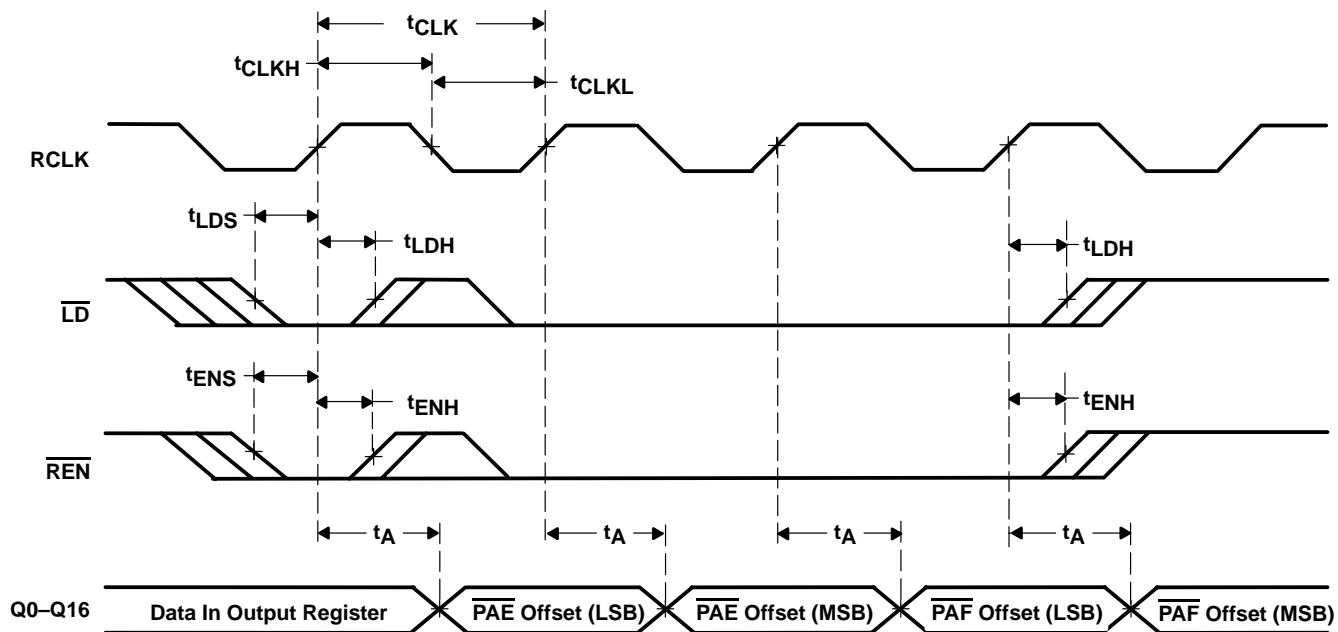 tCLK
tCLKH
tCLKL
RCLK
tLDS
tLDH
tLDH
LD
tENS
tENH
tENH
REN
tA
tA
tA
tA
Q0–Q16
Data In Output Register
PAE Offset (LSB)
PAE Offset (MSB)
PAF Offset (LSB)
PAF Offset (MSB)